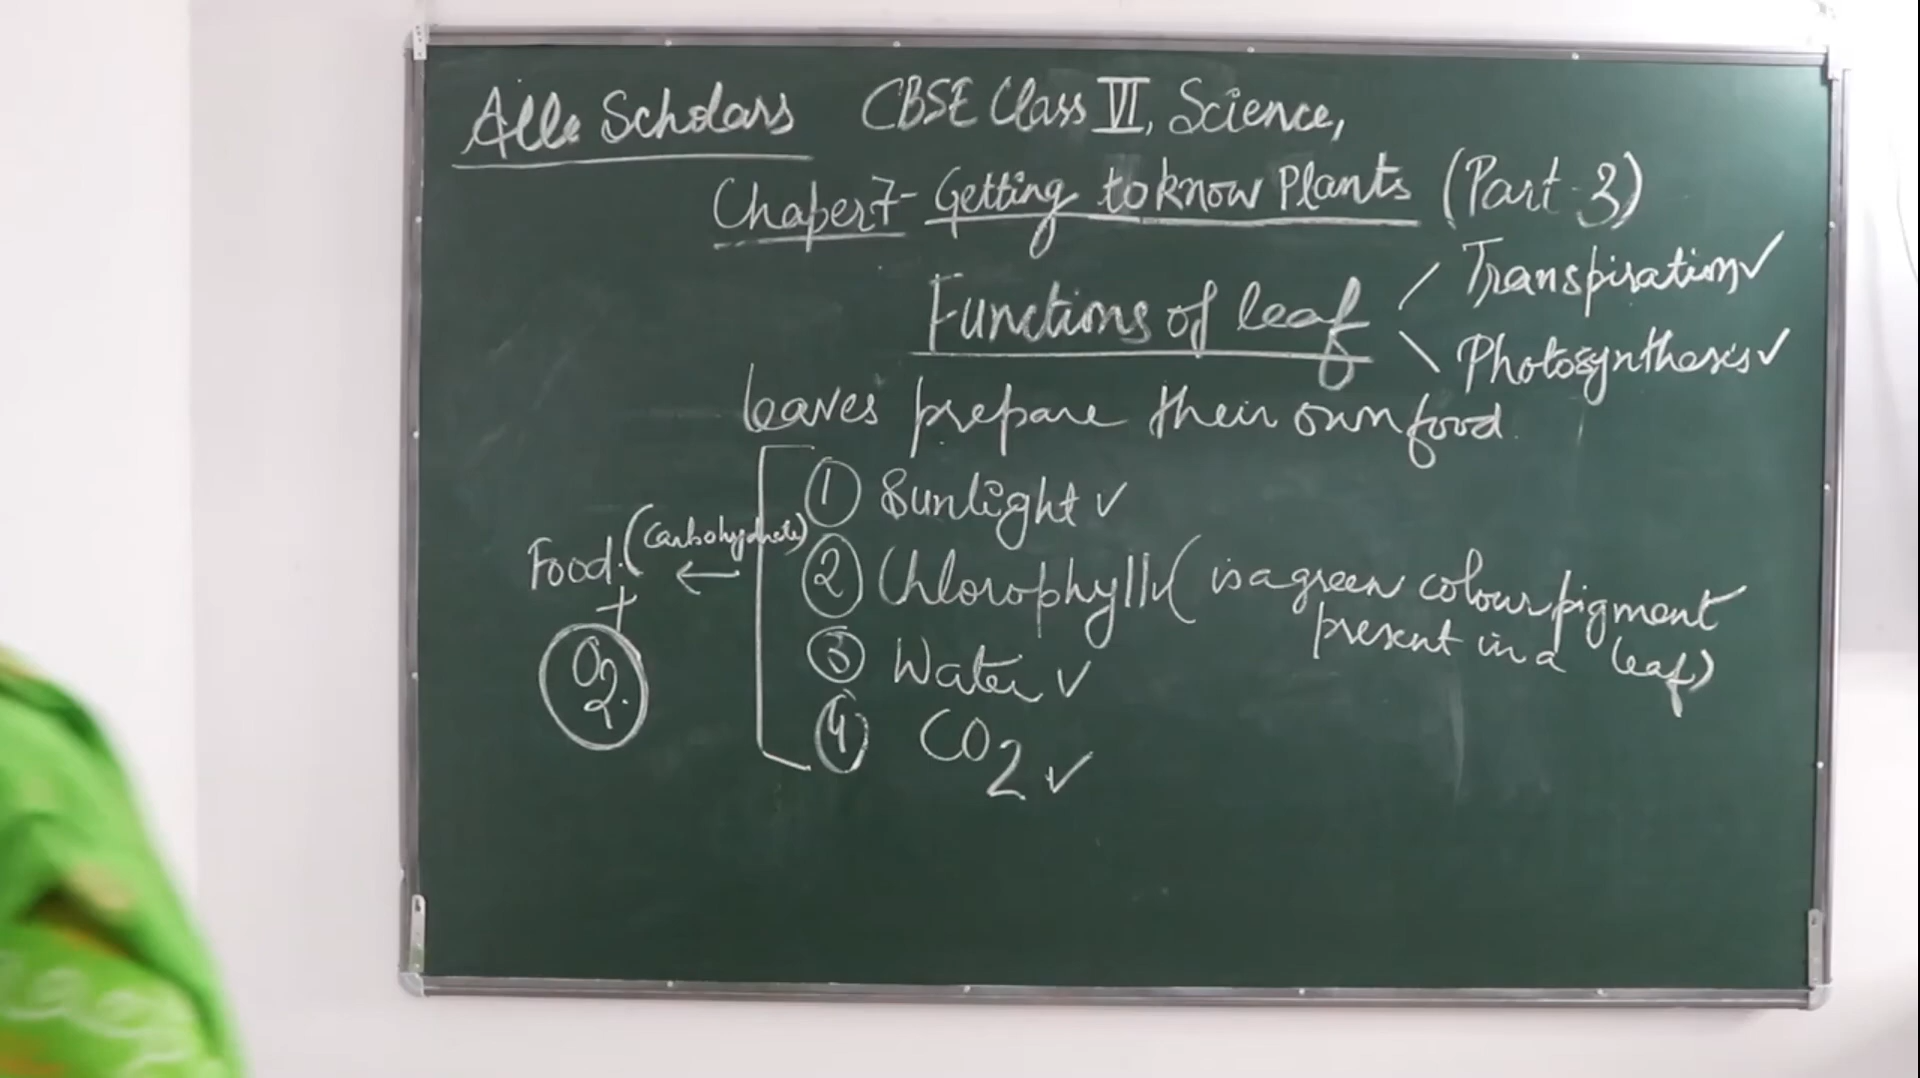 Alle Scholars CBSE Class VI, Science,
Chaper 7- Getting to know Plants (Part 3)
Functions of leaf
Transpiration ✓
Photosynthesis ✓
leaves prepare their own food.
① Sunlight ✓
② Chlorophyll ✓ (is a green colour pigment
present in a leaf)
③ Water ✓
④ CO2 ✓
Food (Carbohydrate) ←
+
O2